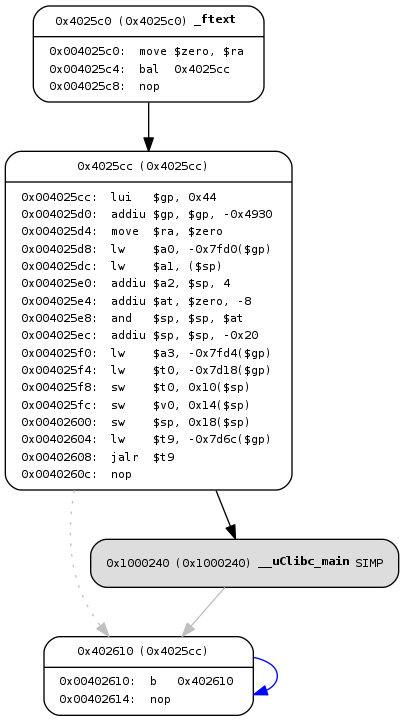 0x4025c0 (0x4025c0) _ftext
0x004025c0: move $zero, $ra
0x004025c4: bal 0x4025cc
0x004025c8: nop
0x4025cc (0x4025cc)
0x004025cc: lui $gp, 0x44
0x004025d0: addiu $gp, $gp, -0x4930
0x004025d4: move $ra, $zero
0x004025d8: lw $a0, -0x7fd0($gp)
0x004025dc: lw $a1, ($sp)
0x004025e0: addiu $a2, $sp, 4
0x004025e4: addiu $at, $zero, -8
0x004025e8: and $sp, $sp, $at
0x004025ec: addiu $sp, $sp, -0x20
0x004025f0: lw $a3, -0x7fd4($gp)
0x004025f4: lw $t0, -0x7d18($gp)
0x004025f8: sw $t0, 0x10($sp)
0x004025fc: sw $v0, 0x14($sp)
0x00402600: sw $sp, 0x18($sp)
0x00402604: lw $t9, -0x7d6c($gp)
0x00402608: jalr $t9
0x0040260c: nop
0x1000240 (0x1000240) __uClibc_main SIMP
0x402610 (0x4025cc)
0x00402610: b 0x402610
0x00402614: nop